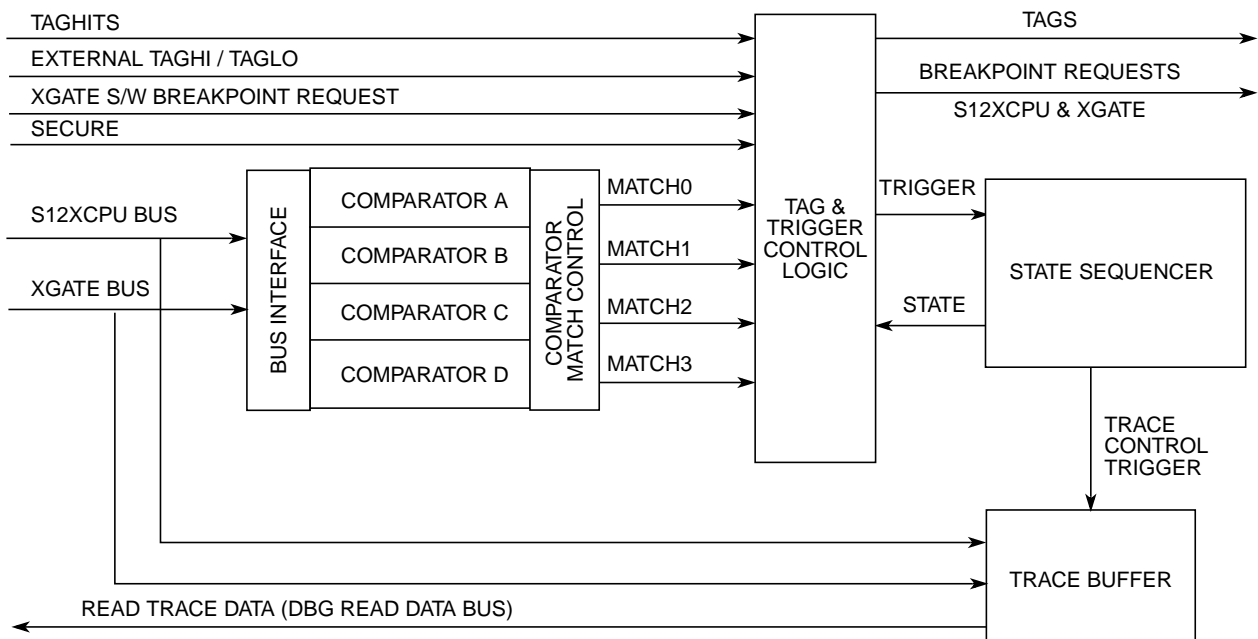 TAGHITS
TAGS
EXTERNAL TAGHI / TAGLO
BREAKPOINT REQUESTS
XGATE S/W BREAKPOINT REQUEST
S12XCPU & XGATE
SECURE
S12XCPU BUS
XGATE BUS
BUS INTERFACE
COMPARATOR A
COMPARATOR B
COMPARATOR C
COMPARATOR D
COMPARATOR
MATCH CONTROL
MATCH0
MATCH1
MATCH2
MATCH3
TAG &
TRIGGER
CONTROL
LOGIC
TRIGGER
STATE
STATE SEQUENCER
TRACE
CONTROL
TRIGGER
TRACE BUFFER
READ TRACE DATA (DBG READ DATA BUS)